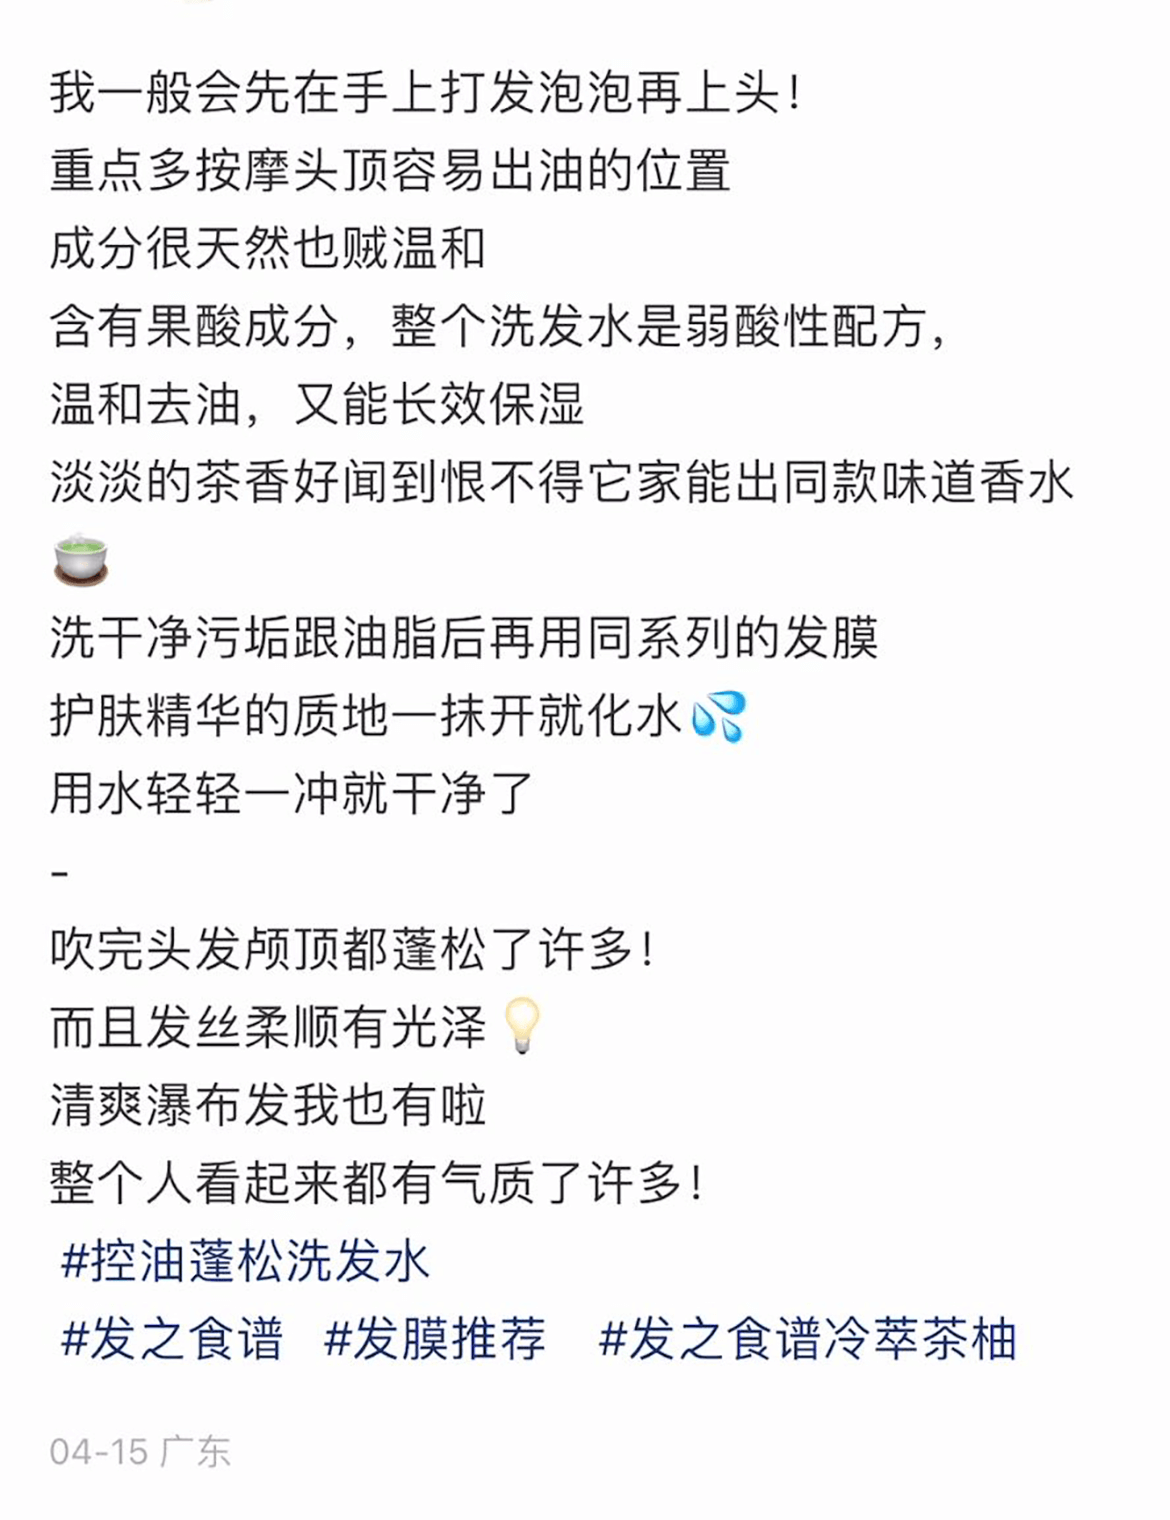 我一般会先在手上打发泡泡再上头！
重点多按摩头顶容易出油的位置
成分很天然也贼温和
含有果酸成分，整个洗发水是弱酸性配方，
温和去油，又能长效保湿
淡淡的茶香好闻到恨不得它家能出同款味道香水
🍵
洗干净污垢跟油脂后再用同系列的发膜
护肤精华的质地一抹开就化水💦
用水轻轻一冲就干净了
-
吹完头发颅顶都蓬松了许多！
而且发丝柔顺有光泽💡
清爽瀑布发我也有啦
整个人看起来都有气质了许多！
#控油蓬松洗发水
#发之食谱 #发膜推荐 #发之食谱冷萃茶柚
04-15 广东